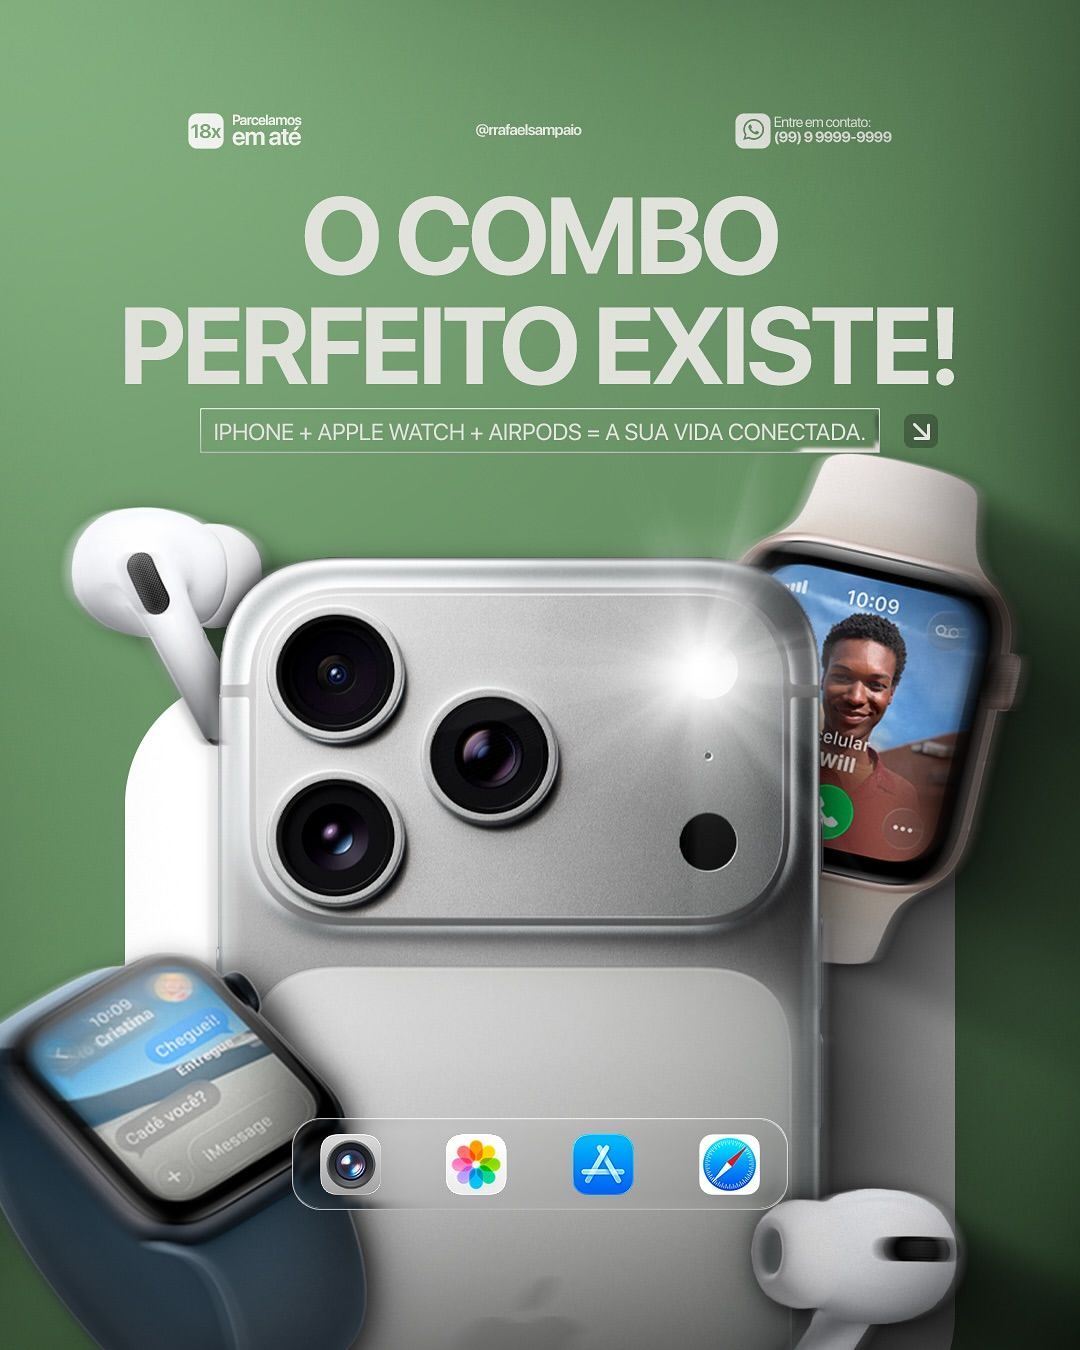 18x
Parcelamos
em até
@rrafaelsampaio
Entre em contato:
(99) 9 9999-9999
O COMBO
PERFEITO EXISTE!
IPHONE + APPLE WATCH + AIRPODS = A SUA VIDA CONECTADA.
10:09
celular
Will
10:09
Cristina
Cheguei!
Entregue
Cadê você?
iMessage